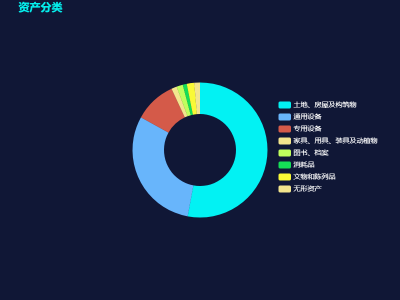 资产分类
土地、房屋及构筑物
通用设备
专用设备
家具、用具、装具及动植物
图书、档案
消耗品
文物和陈列品
无形资产